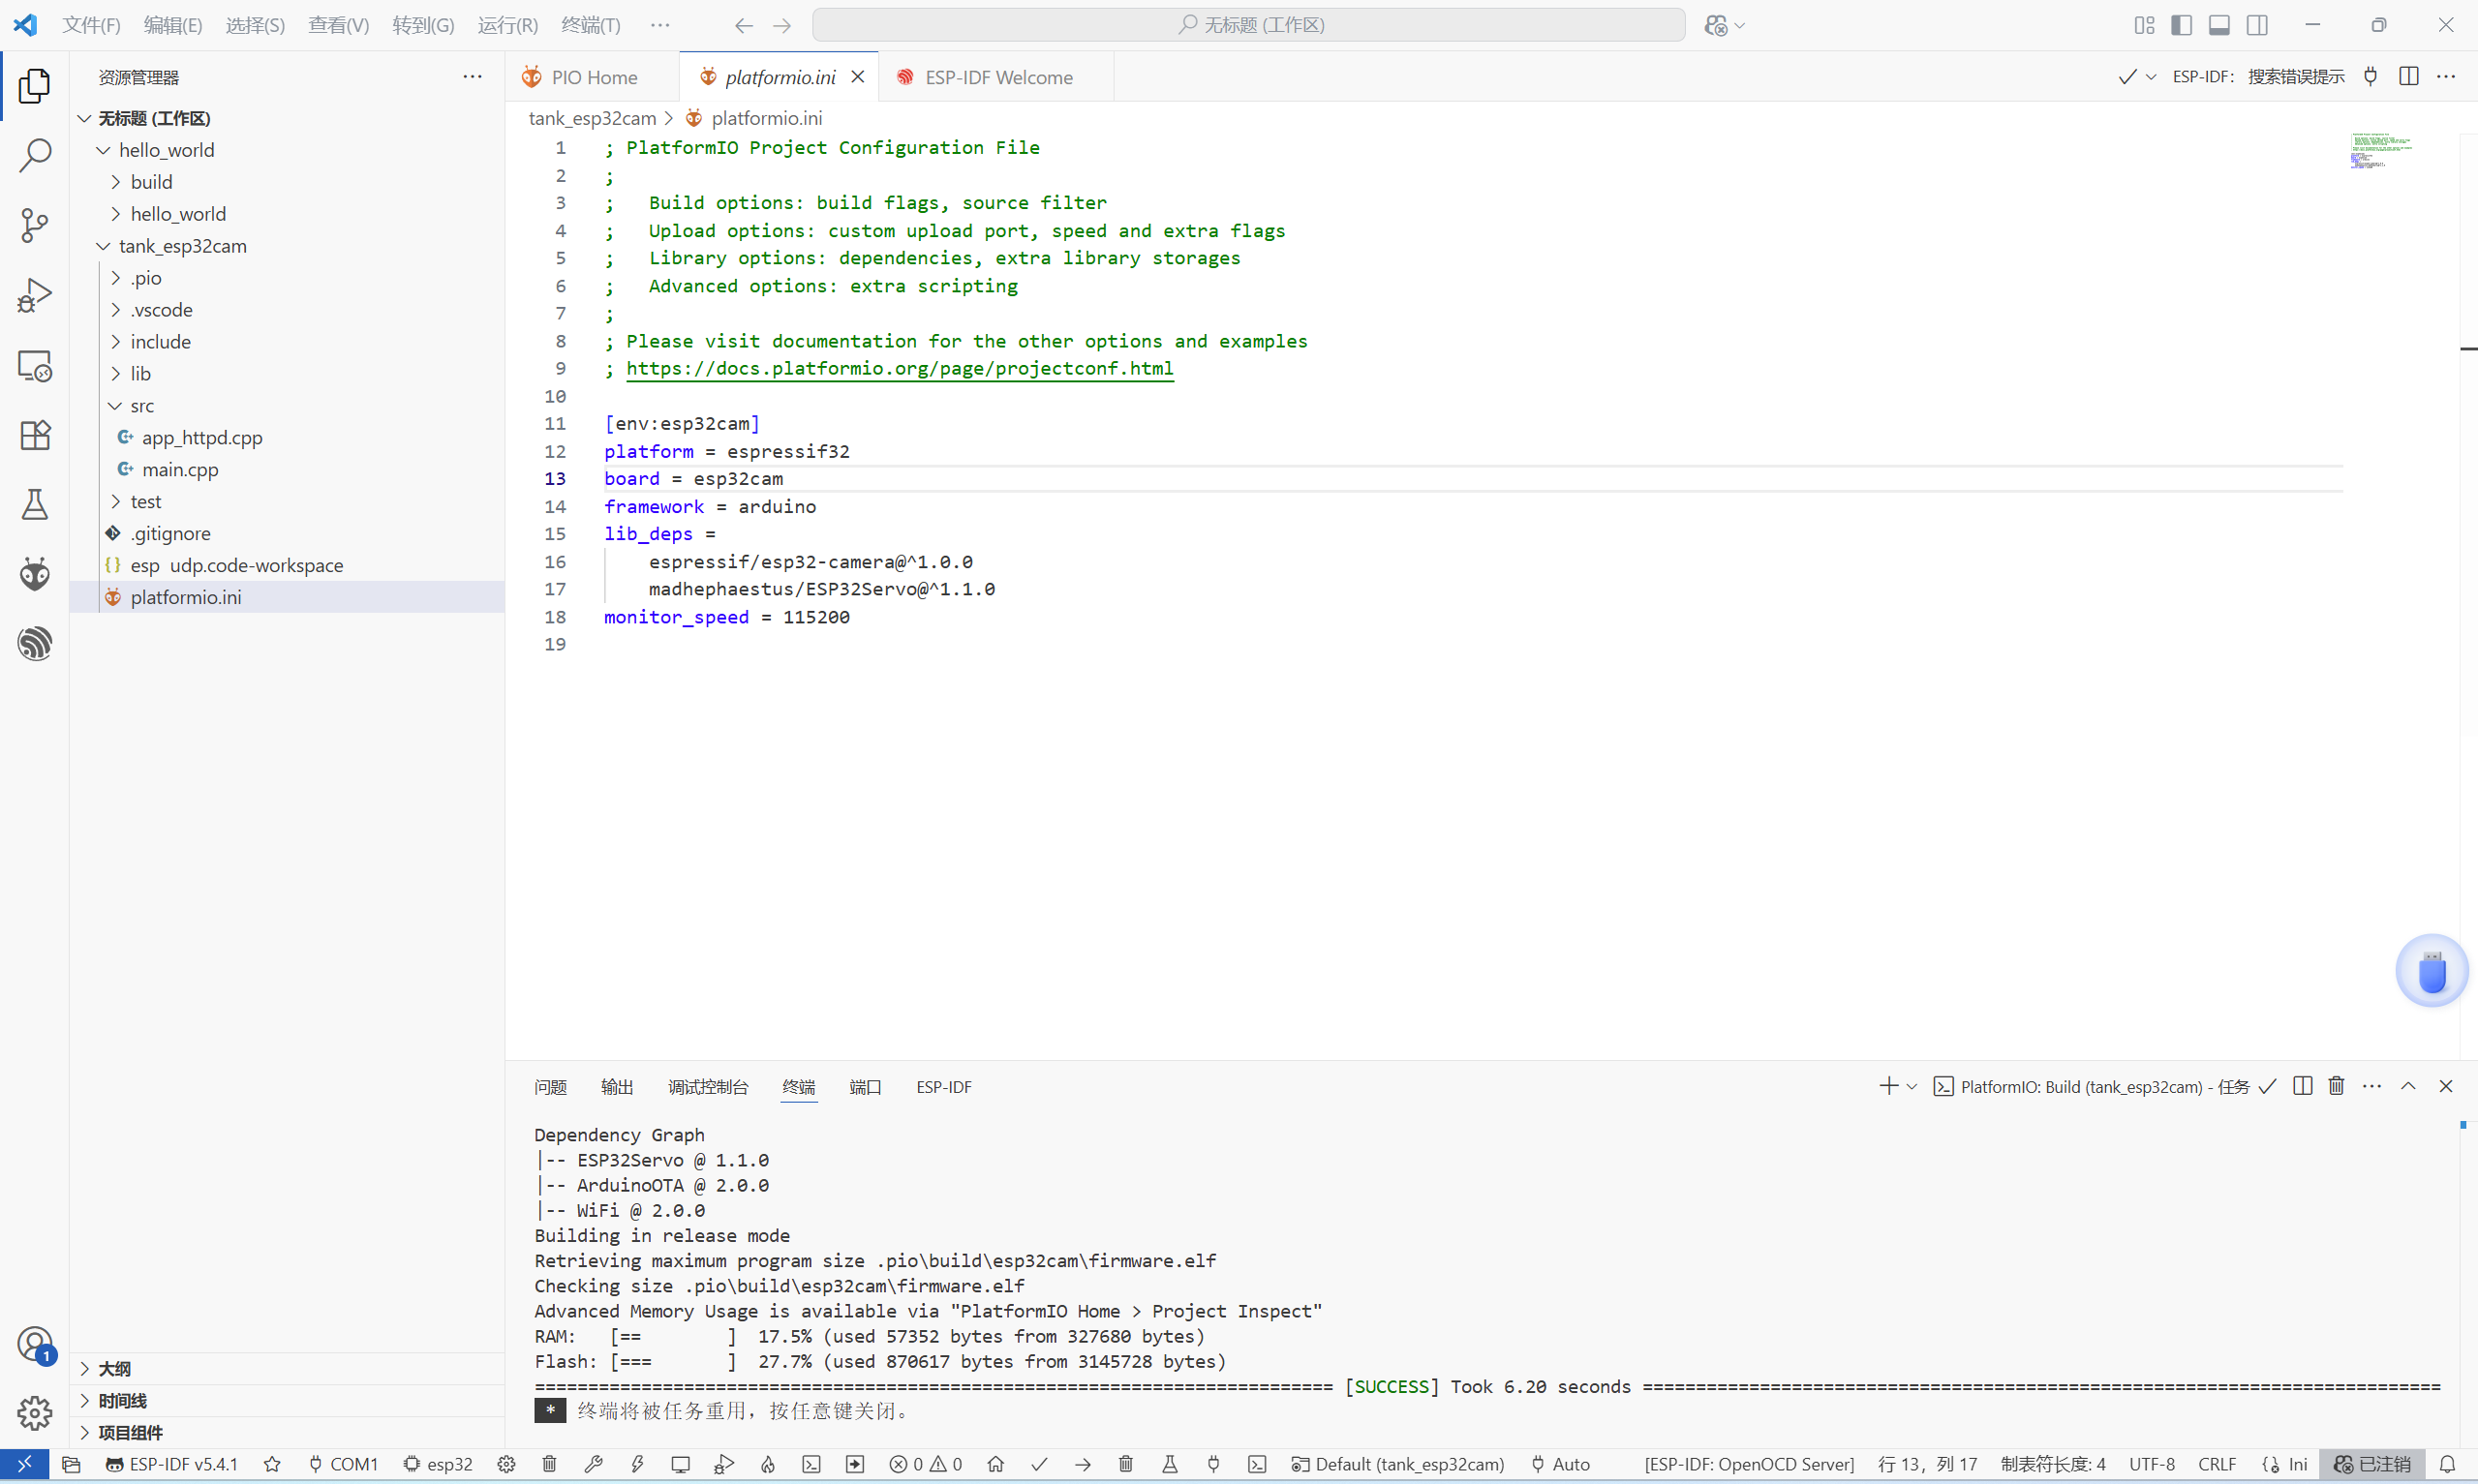 文件(F) 编辑(E) 选择(S) 查看(V) 转到(G) 运行(R) 终端(T) ··· 无标题 (工作区)
资源管理器
PIO Home platformio.ini ESP-IDF Welcome ESP-IDF: 搜索错误提示
无标题 (工作区)
hello_world
build
hello_world
tank_esp32cam
.pio
.vscode
include
lib
src
app_httpd.cpp
main.cpp
test
.gitignore
esp udp.code-workspace
platformio.ini
大纲
时间线
项目组件
1
tank_esp32cam > platformio.ini
1 ; PlatformIO Project Configuration File
2 ;
3 ;   Build options: build flags, source filter
4 ;   Upload options: custom upload port, speed and extra flags
5 ;   Library options: dependencies, extra library storages
6 ;   Advanced options: extra scripting
7 ;
8 ; Please visit documentation for the other options and examples
9 ; https://docs.platformio.org/page/projectconf.html
10
11 [env:esp32cam]
12 platform = espressif32
13 board = esp32cam
14 framework = arduino
15 lib_deps =
16     espressif/esp32-camera@^1.0.0
17     madhephaestus/ESP32Servo@^1.1.0
18 monitor_speed = 115200
19
问题 输出 调试控制台 终端 端口 ESP-IDF PlatformIO: Build (tank_esp32cam) - 任务
Dependency Graph
|-- ESP32Servo @ 1.1.0
|-- ArduinoOTA @ 2.0.0
|-- WiFi @ 2.0.0
Building in release mode
Retrieving maximum program size .pio\build\esp32cam\firmware.elf
Checking size .pio\build\esp32cam\firmware.elf
Advanced Memory Usage is available via "PlatformIO Home > Project Inspect"
RAM:   [==        ]  17.5% (used 57352 bytes from 327680 bytes)
Flash: [===       ]  27.7% (used 870617 bytes from 3145728 bytes)
=========================================================================== [SUCCESS] Took 6.20 seconds ===========================================================================
* 终端将被任务重用，按任意键关闭。
ESP-IDF v5.4.1 COM1 esp32 0 0 Default (tank_esp32cam) Auto [ESP-IDF: OpenOCD Server] 行 13，列 17 制表符长度: 4 UTF-8 CRLF Ini 已注销